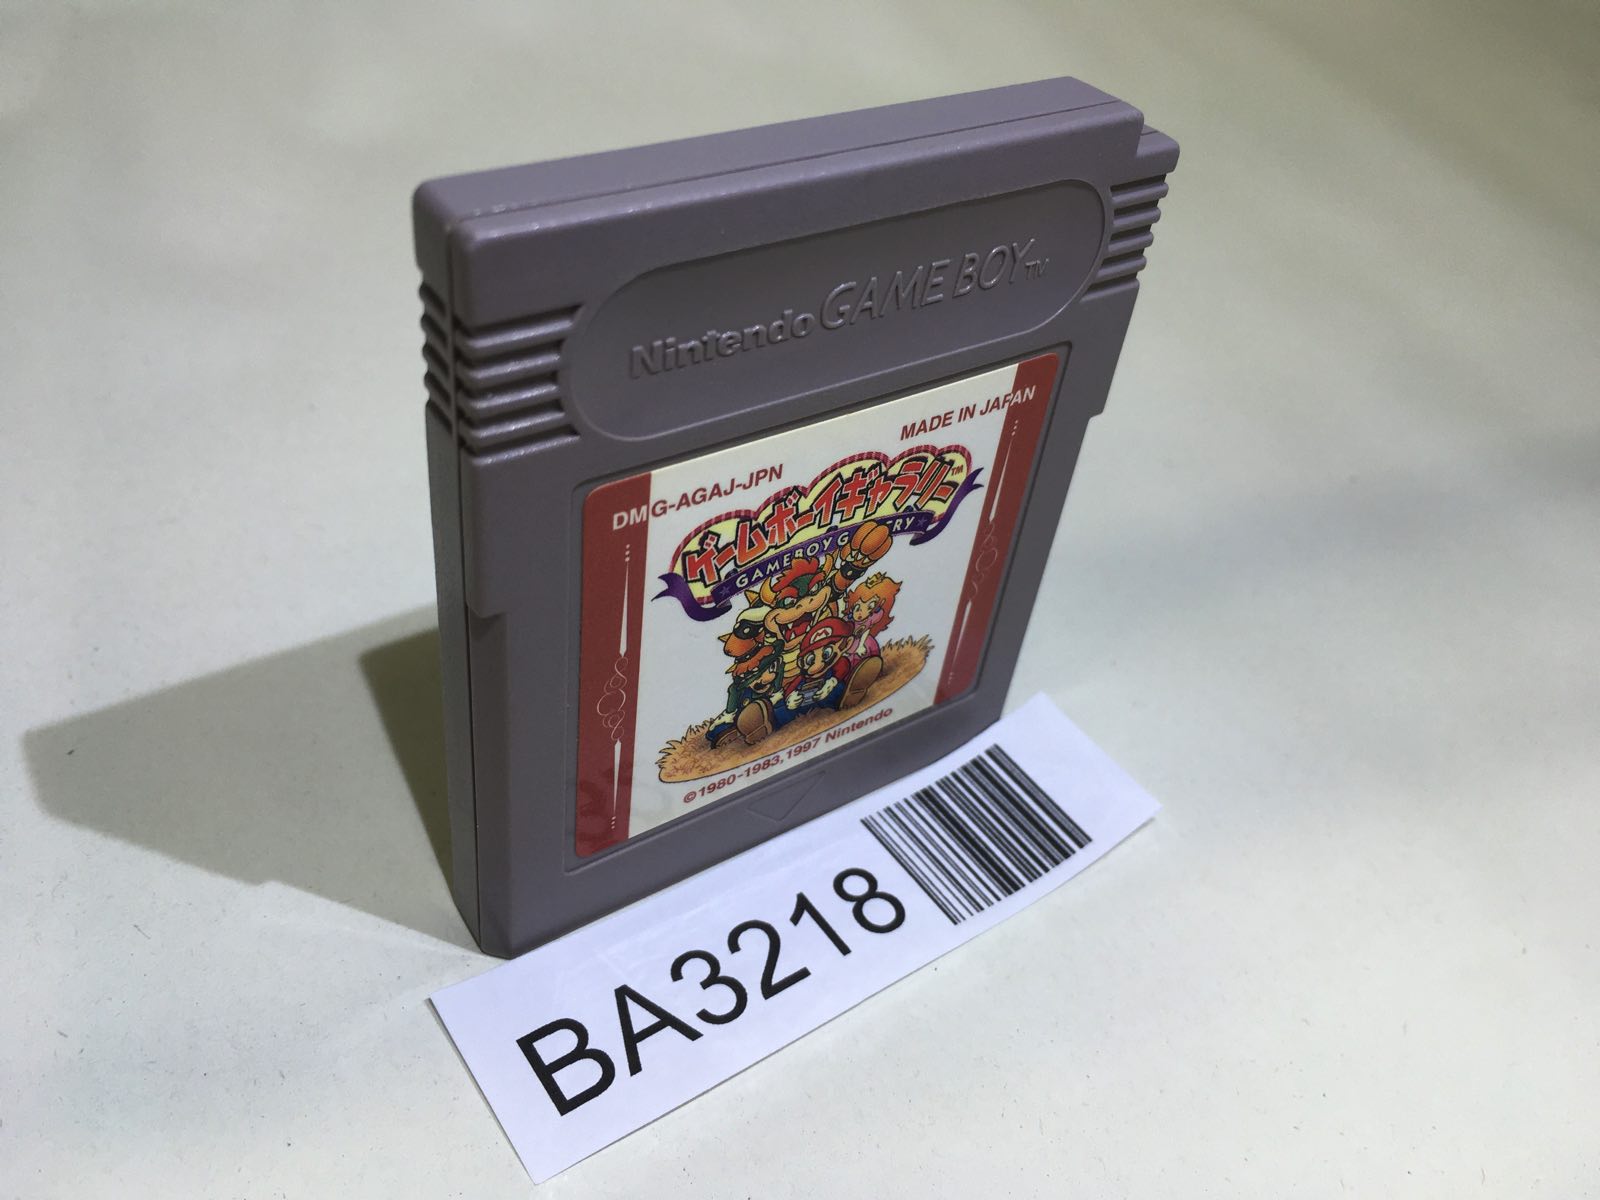 Nintendo GAME BOY TM
MADE IN JAPAN
DMG-AGAJ-JPN
ゲームボーイギャラリー TM
GAMEBOY
©1980-1983, 1997 Nintendo
BA3218